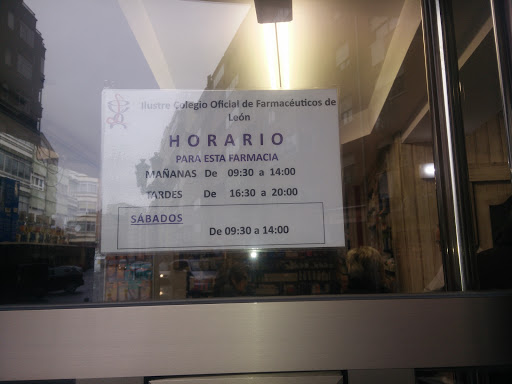 Ilustre Colegio Oficial de Farmacéuticos de
León
HORARIO
PARA ESTA FARMACIA
MAÑANAS De 09:30 a 14:00
TARDES De 16:30 a 20:00
SÁBADOS
De 09:30 a 14:00